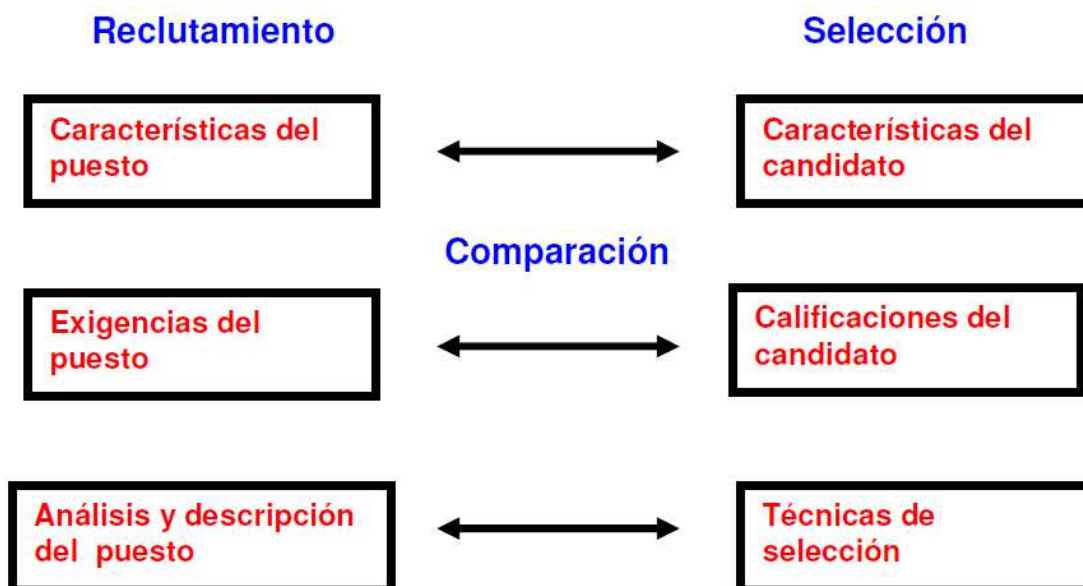 Reclutamiento
Selección
Características del
puesto
Características del
candidato
Comparación
Exigencias del
puesto
Calificaciones del
candidato
Análisis y descripción
del puesto
Técnicas de
selección